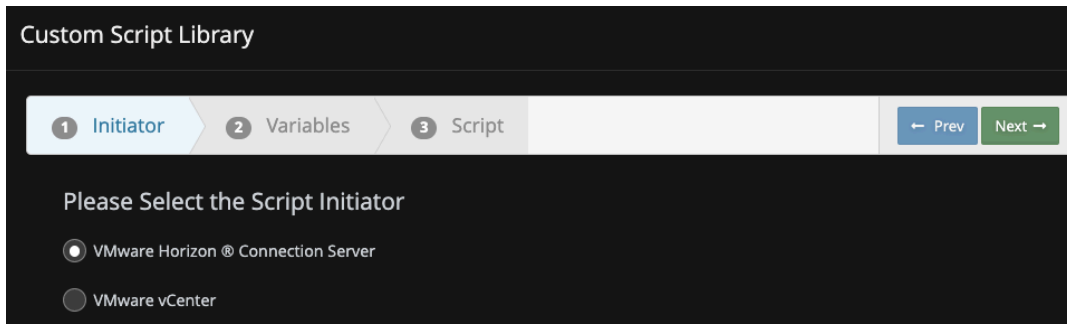 Custom Script Library
1 Initiator 2 Variables 3 Script ← Prev Next →
Please Select the Script Initiator
VMware Horizon ® Connection Server
VMware vCenter